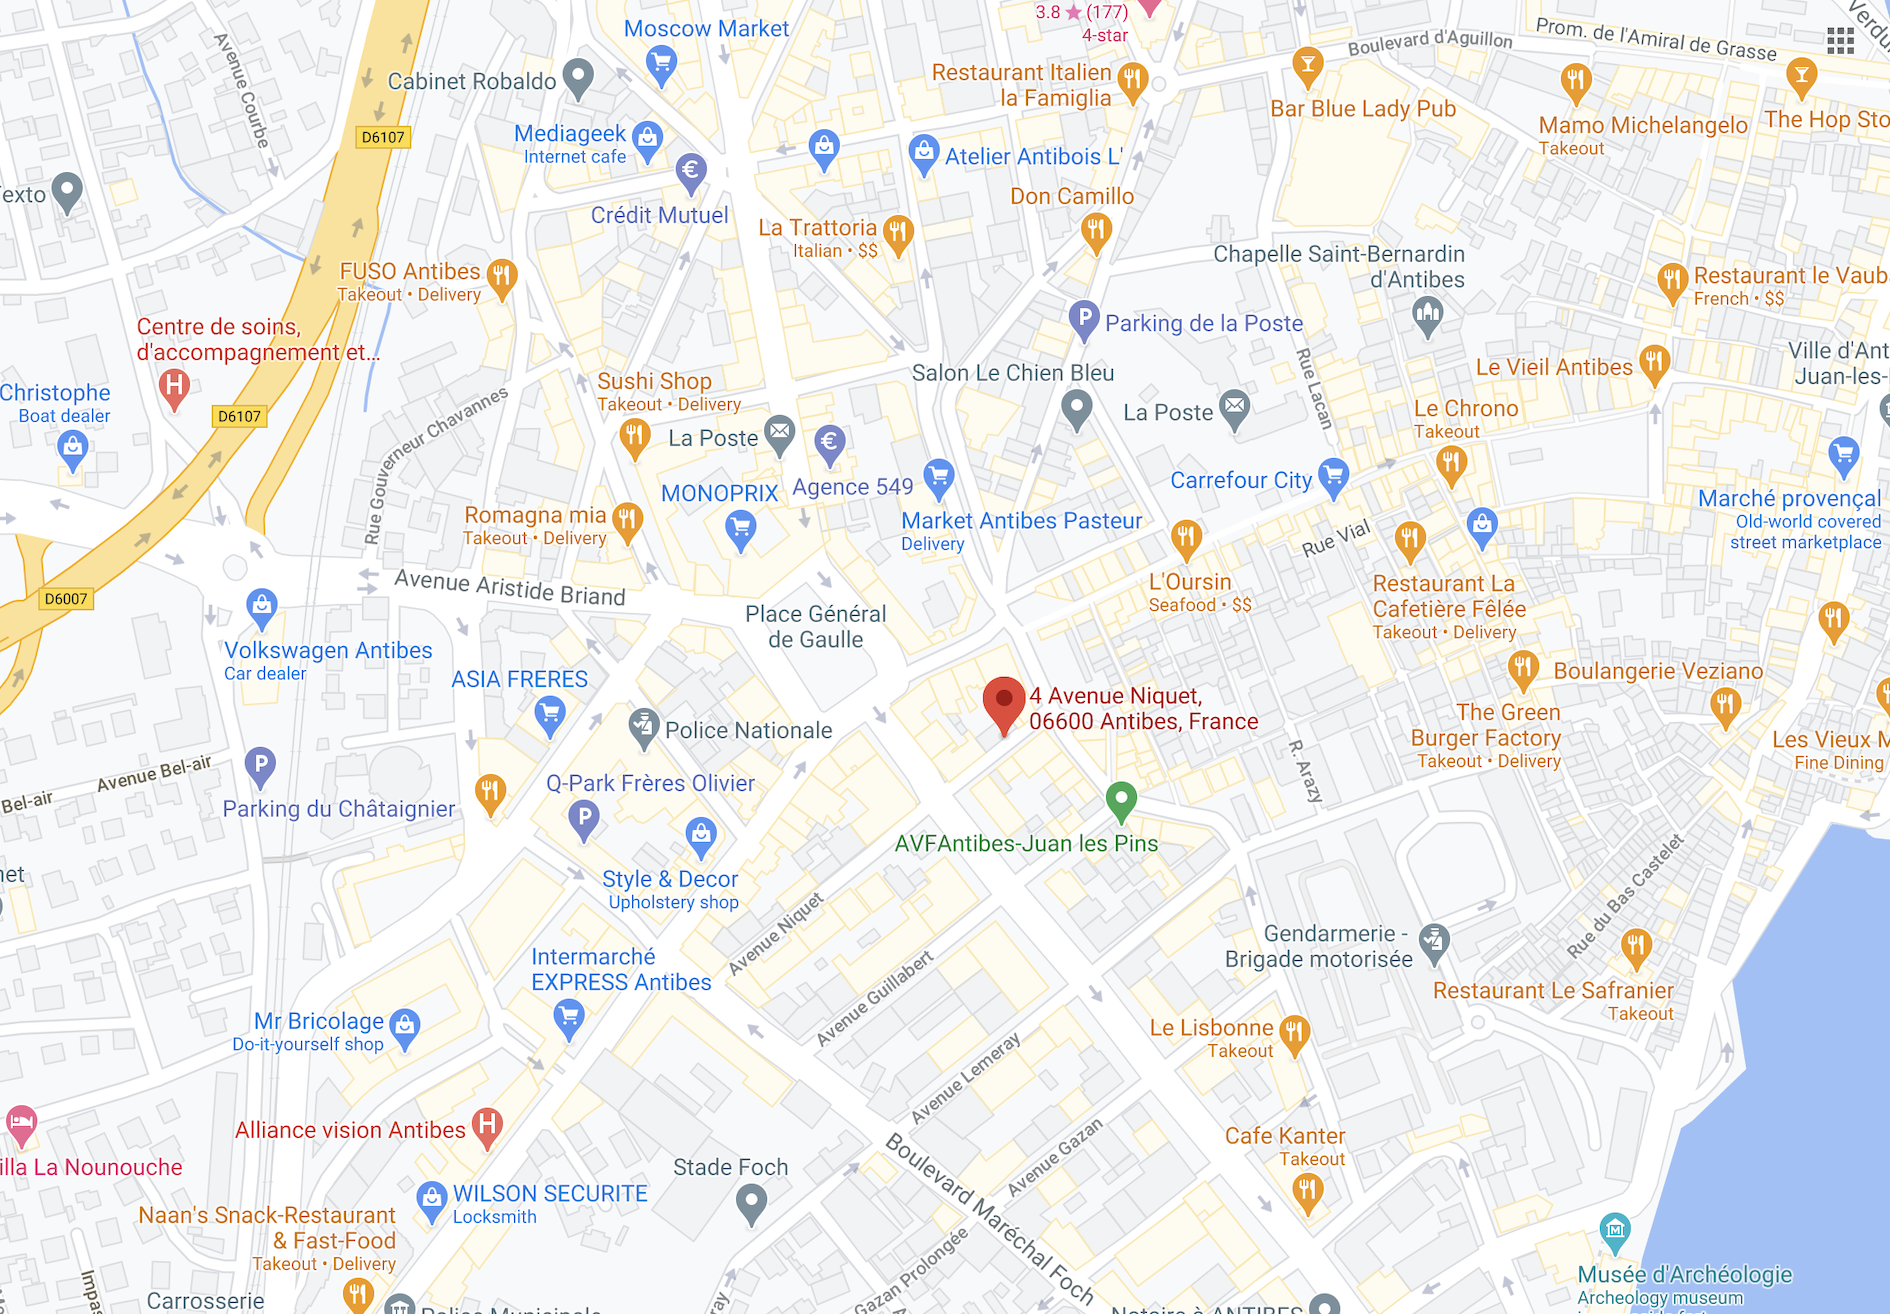 Moscow Market
3.8 ★ (177)
4-star
Boulevard d'Aguillon
Prom. de l'Amiral de Grasse
Cabinet Robaldo
Restaurant Italien
la Famiglia
Bar Blue Lady Pub
Mamo Michelangelo
Takeout
The Hop Sto
Avenue Courbe
D6107
Mediageek
Internet cafe
Atelier Antibois L'
exto
Crédit Mutuel
Don Camillo
La Trattoria
Italian • $$
Chapelle Saint-Bernardin
d'Antibes
FUSO Antibes
Takeout • Delivery
Restaurant le Vaub
French • $$
Centre de soins,
d'accompagnement et...
Parking de la Poste
Ville d'Ant
Juan-les-
Christophe
Boat dealer
D6107
Rue Gouverneur Chavannes
Sushi Shop
Takeout • Delivery
Salon Le Chien Bleu
La Poste
Rue Lacan
Le Vieil Antibes
Le Chrono
Takeout
La Poste
MONOPRIX
Agence 549
Carrefour City
Marché provençal
Old-world covered
street marketplace
Romagna mia
Takeout • Delivery
Market Antibes Pasteur
Delivery
Rue Vial
D6007
Avenue Aristide Briand
L'Oursin
Seafood • $$
Restaurant La
Cafetière Fêlée
Takeout • Delivery
Place Général
de Gaulle
Volkswagen Antibes
Car dealer
ASIA FRERES
4 Avenue Niquet,
06600 Antibes, France
Boulangerie Veziano
Police Nationale
The Green
Burger Factory
Takeout • Delivery
Les Vieux M
Fine Dining
R. Arazy
Avenue Bel-air
Bel-air
Q-Park Frères Olivier
Parking du Châtaignier
AVFAntibes-Juan les Pins
net
Style & Decor
Upholstery shop
Avenue Niquet
Rue du Bas Castelet
Intermarché
EXPRESS Antibes
Avenue Guillabert
Gendarmerie -
Brigade motorisée
Restaurant Le Safranier
Takeout
Mr Bricolage
Do-it-yourself shop
Avenue Lemeray
Le Lisbonne
Takeout
Alliance vision Antibes
illa La Nounouche
Avenue Gazan
Cafe Kanter
Takeout
Stade Foch
WILSON SECURITE
Locksmith
Naan's Snack-Restaurant
& Fast-Food
Takeout • Delivery
Boulevard Maréchal Foch
Gazan Prolongée
Musée d'Archéologie
Archeology museum
Impas
Carrosserie
Police Municipale
ray
Notaire à ANTIBES